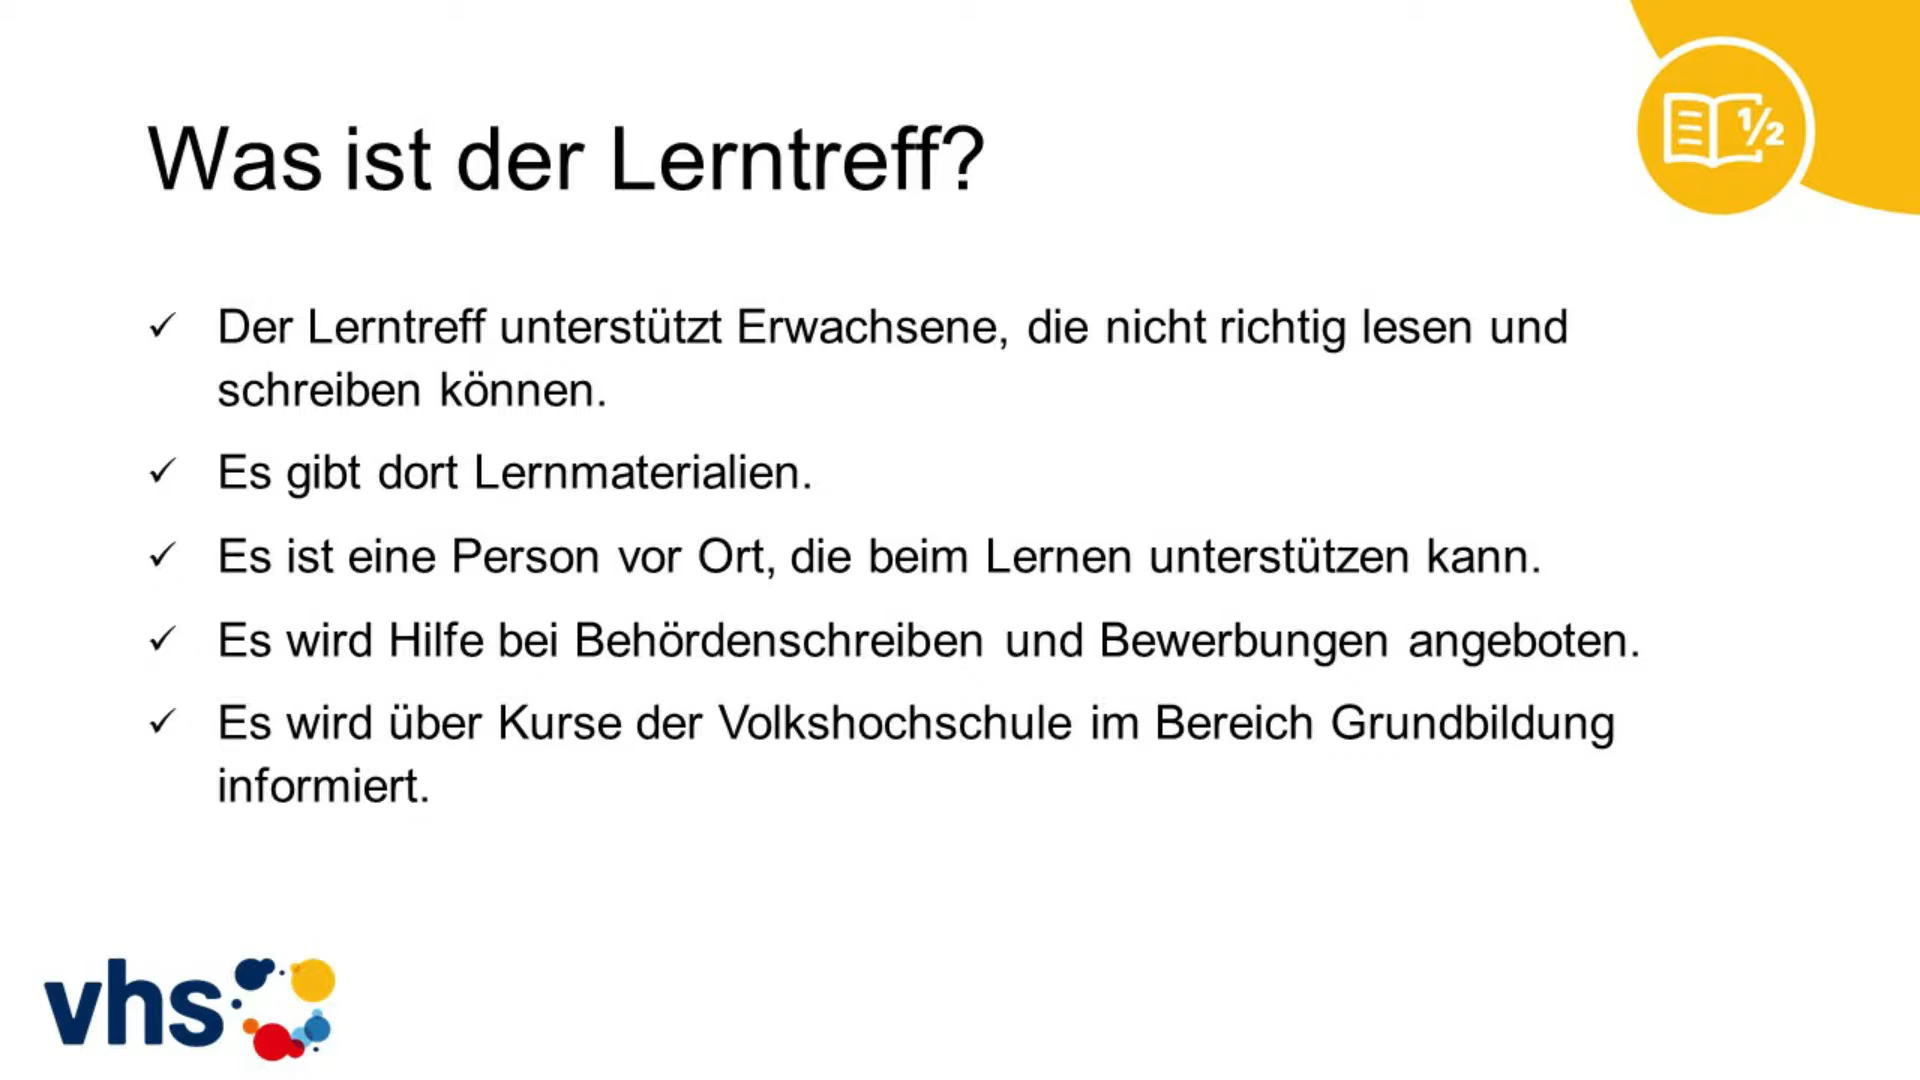 Was ist der Lerntreff?
1/2
✓ Der Lerntreff unterstützt Erwachsene, die nicht richtig lesen und
schreiben können.
✓ Es gibt dort Lernmaterialien.
✓ Es ist eine Person vor Ort, die beim Lernen unterstützen kann.
✓ Es wird Hilfe bei Behördenschreiben und Bewerbungen angeboten.
✓ Es wird über Kurse der Volkshochschule im Bereich Grundbildung
informiert.
vhs